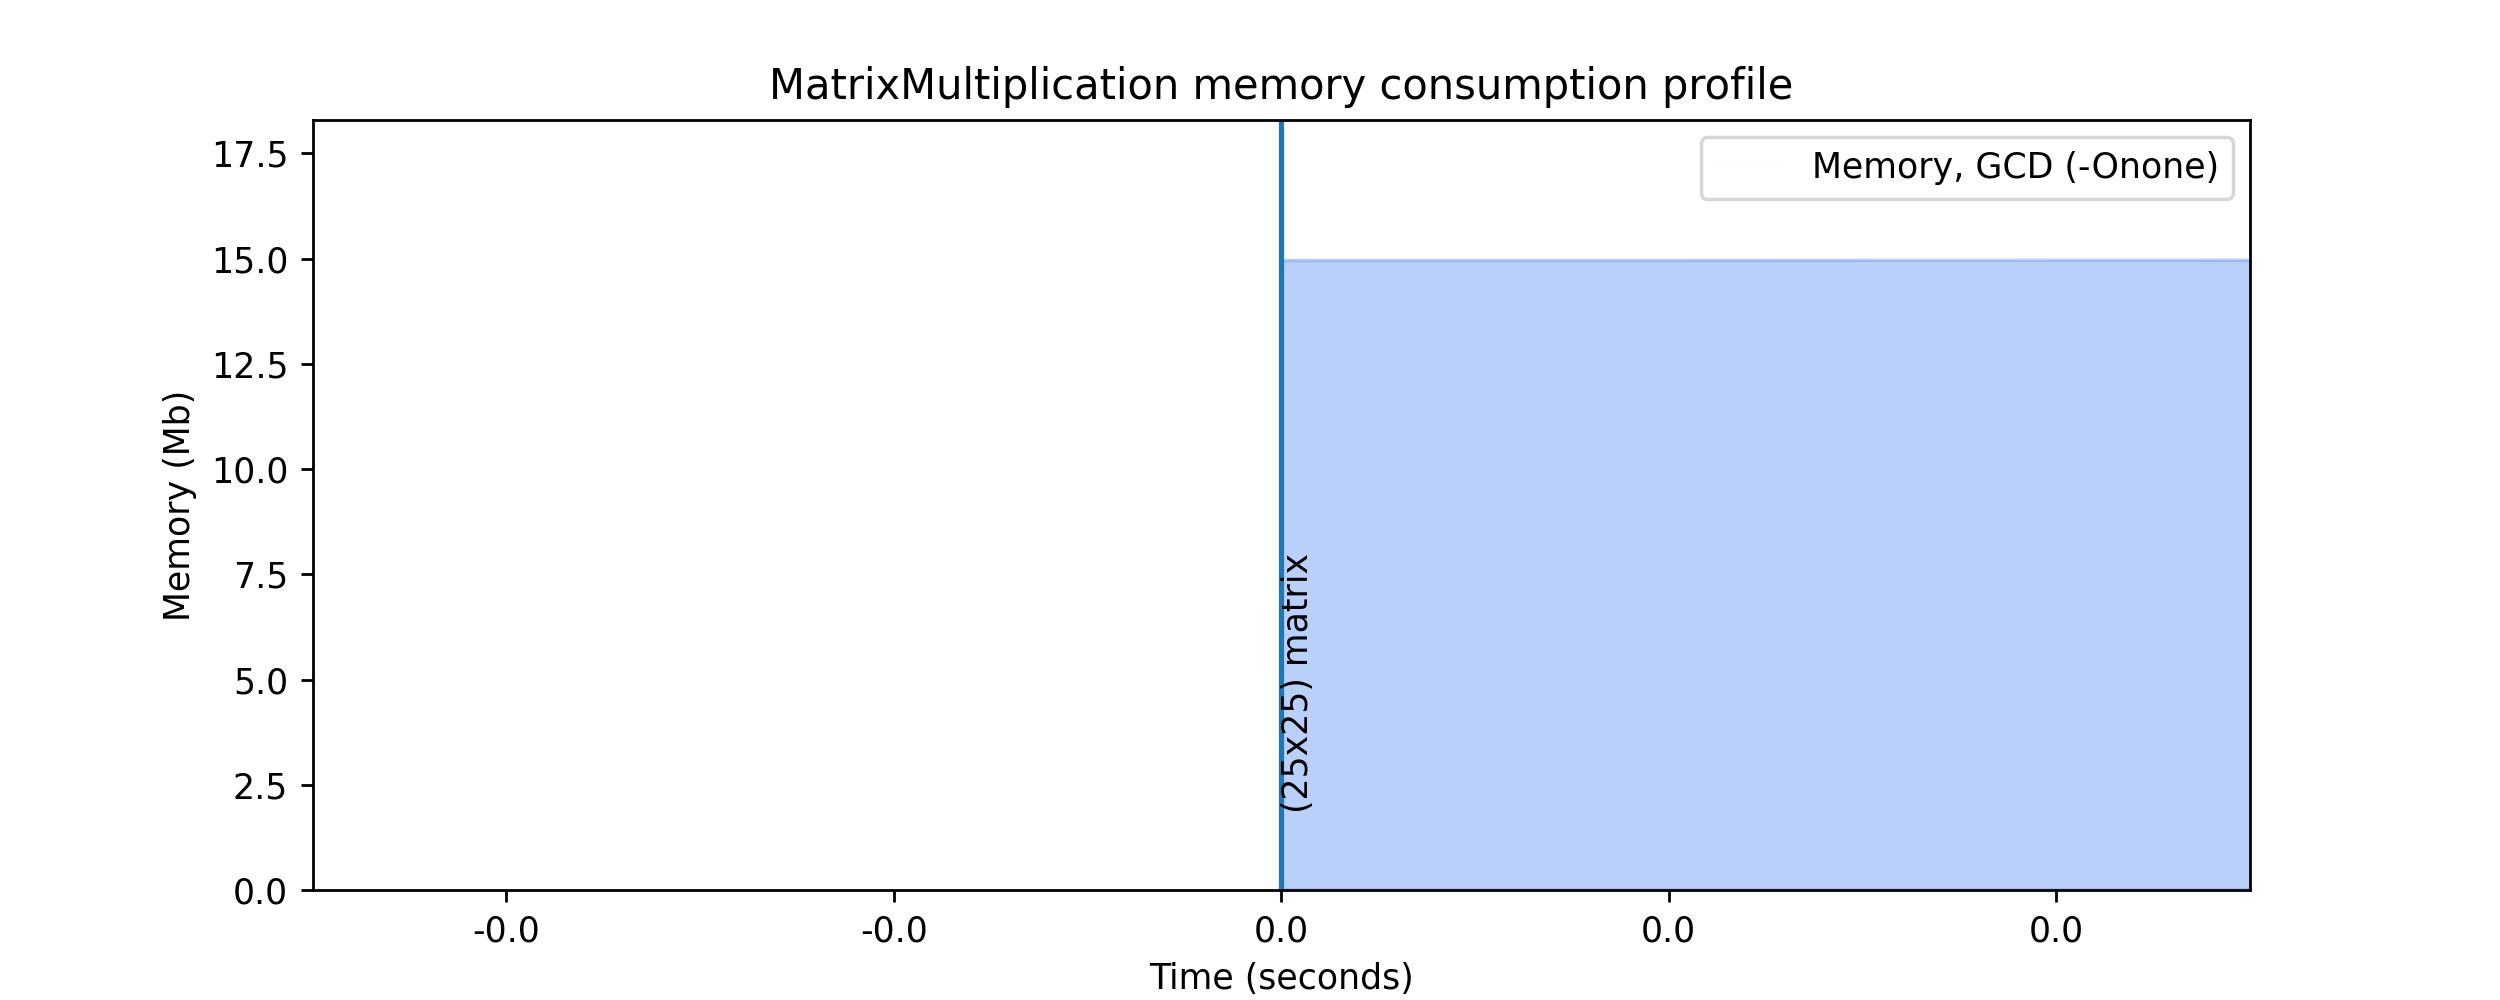 MatrixMultiplication memory consumption profile
Memory, GCD (-Onone)
17.5
15.0
12.5
10.0
7.5
5.0
2.5
0.0
Memory (Mb)
(25x25) matrix
-0.0 -0.0 0.0 0.0 0.0
Time (seconds)